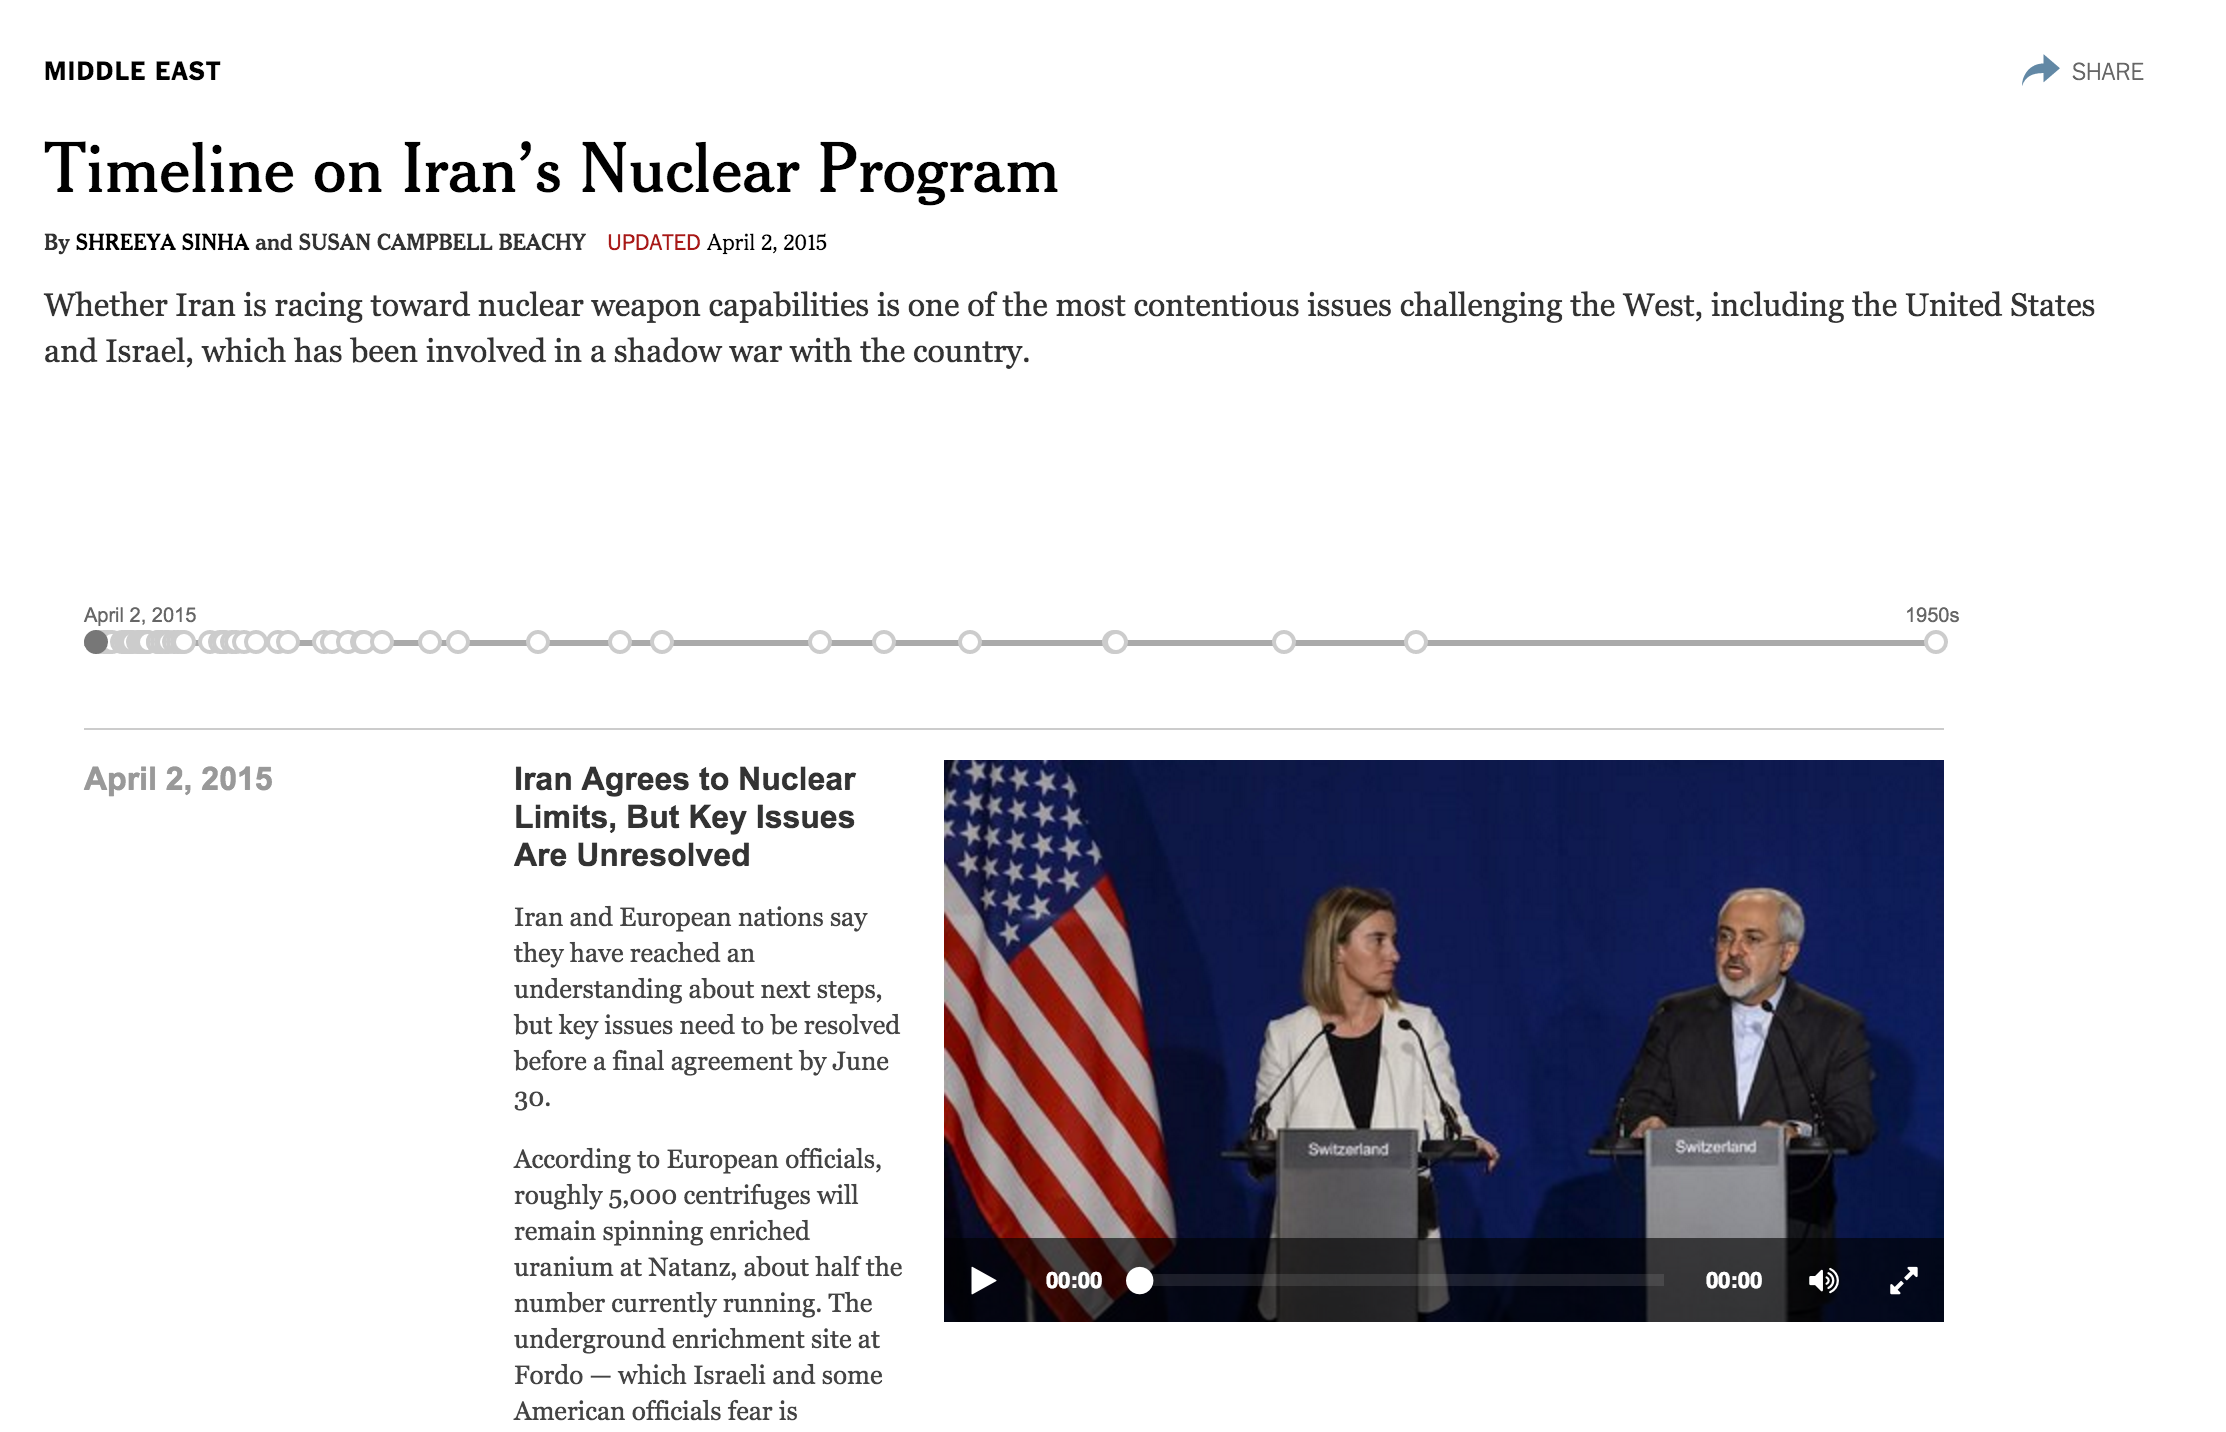 MIDDLE EAST
SHARE
Timeline on Iran’s Nuclear Program
By SHREEYA SINHA and SUSAN CAMPBELL BEACHY UPDATED April 2, 2015
Whether Iran is racing toward nuclear weapon capabilities is one of the most contentious issues challenging the West, including the United States
and Israel, which has been involved in a shadow war with the country.
April 2, 2015
1950s
April 2, 2015
Iran Agrees to Nuclear
Limits, But Key Issues
Are Unresolved
Iran and European nations say
they have reached an
understanding about next steps,
but key issues need to be resolved
before a final agreement by June
30.
According to European officials,
roughly 5,000 centrifuges will
remain spinning enriched
uranium at Natanz, about half the
number currently running. The
underground enrichment site at
Fordo — which Israeli and some
American officials fear is
Switzerland
Switzerland
00:00
00:00